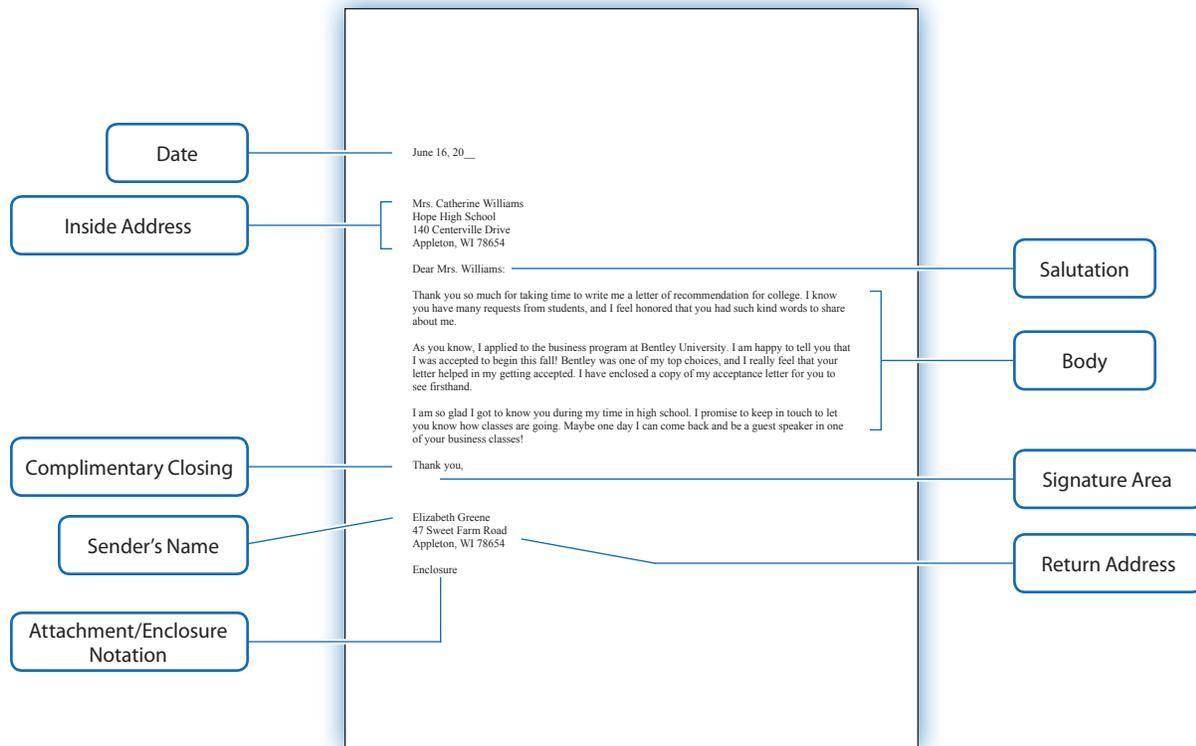 Date
June 16, 20__
Inside Address
Mrs. Catherine Williams
Hope High School
140 Centerville Drive
Appleton, WI 78654
Dear Mrs. Williams:
Salutation
Thank you so much for taking time to write me a letter of recommendation for college. I know
you have many requests from students, and I feel honored that you had such kind words to share
about me.
As you know, I applied to the business program at Bentley University. I am happy to tell you that
I was accepted to begin this fall! Bentley was one of my top choices, and I really feel that your
letter helped in my getting accepted. I have enclosed a copy of my acceptance letter for you to
see firsthand.
Body
I am so glad I got to know you during my time in high school. I promise to keep in touch to let
you know how classes are going. Maybe one day I can come back and be a guest speaker in one
of your business classes!
Complimentary Closing
Thank you,
Signature Area
Sender's Name
Elizabeth Greene
47 Sweet Farm Road
Appleton, WI 78654
Return Address
Enclosure
Attachment/Enclosure
Notation